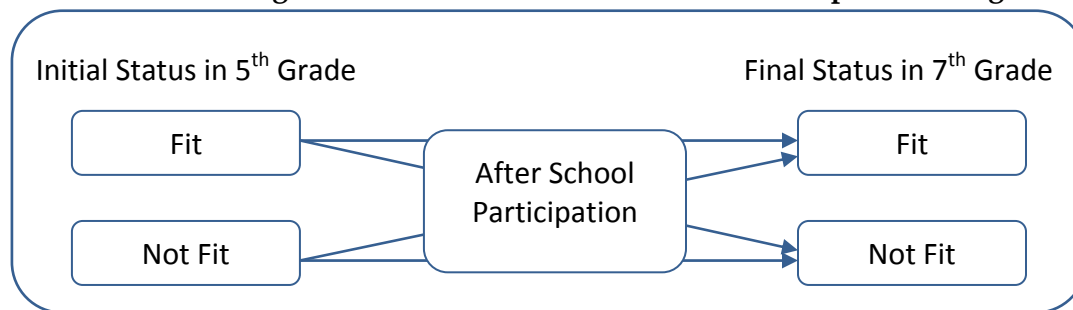 Initial Status in 5th Grade
Final Status in 7th Grade
Fit
After School
Participation
Fit
Not Fit
Not Fit